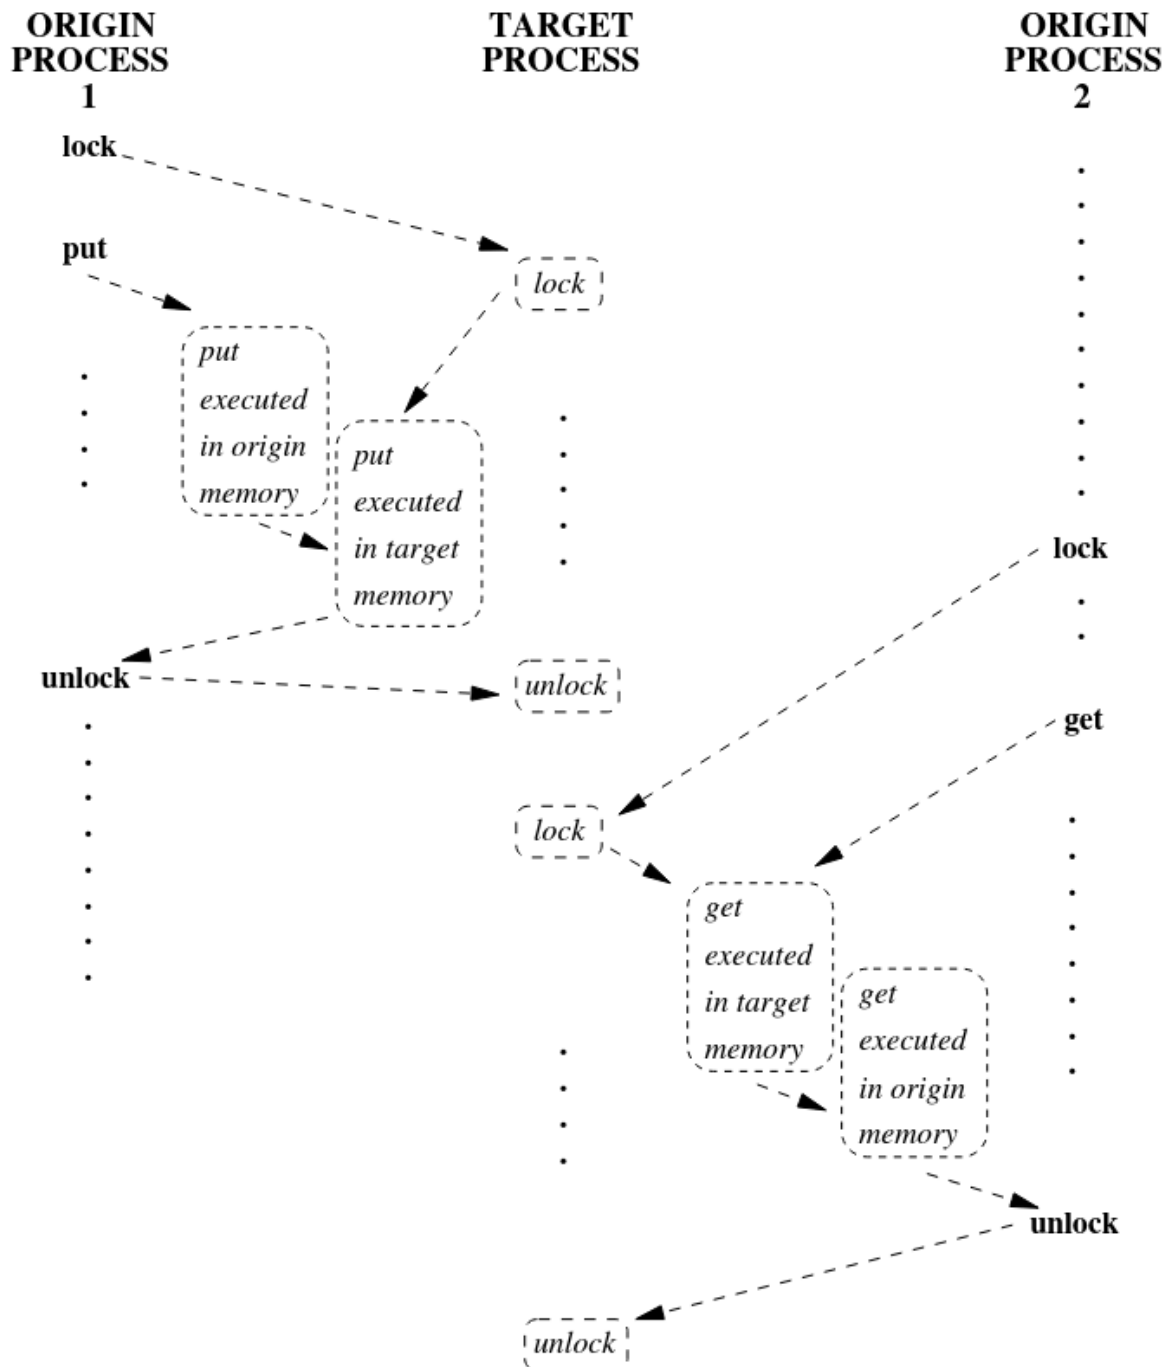 ORIGIN
PROCESS
1
TARGET
PROCESS
ORIGIN
PROCESS
2
lock
put
lock
put
executed
in origin
memory
put
executed
in target
memory
lock
unlock
unlock
get
lock
get
executed
in target
memory
get
executed
in origin
memory
unlock
unlock